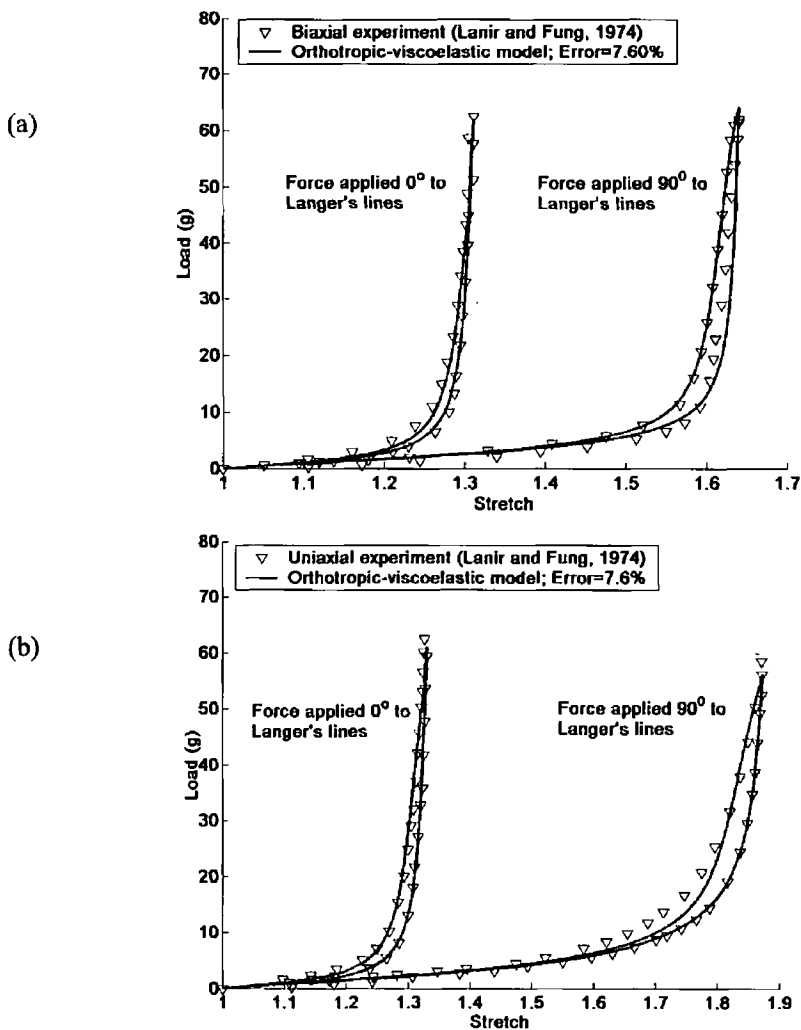 (a)
80
70
60
50
40
30
20
10
0
Load (g)
▽ Biaxial experiment (Lanir and Fung, 1974)
— Orthotropic-viscoelastic model; Error=7.60%
Force applied 0° to
Langer's lines
Force applied 90⁰ to
Langer's lines
1 1.1 1.2 1.3 1.4 1.5 1.6 1.7
Stretch
(b)
80
70
60
50
40
30
20
10
0
Load (g)
▽ Uniaxial experiment (Lanir and Fung, 1974)
— Orthotropic-viscoelastic model; Error=7.6%
Force applied 0° to
Langer's lines
Force applied 90⁰ to
Langer's lines
1 1.1 1.2 1.3 1.4 1.5 1.6 1.7 1.8 1.9
Stretch